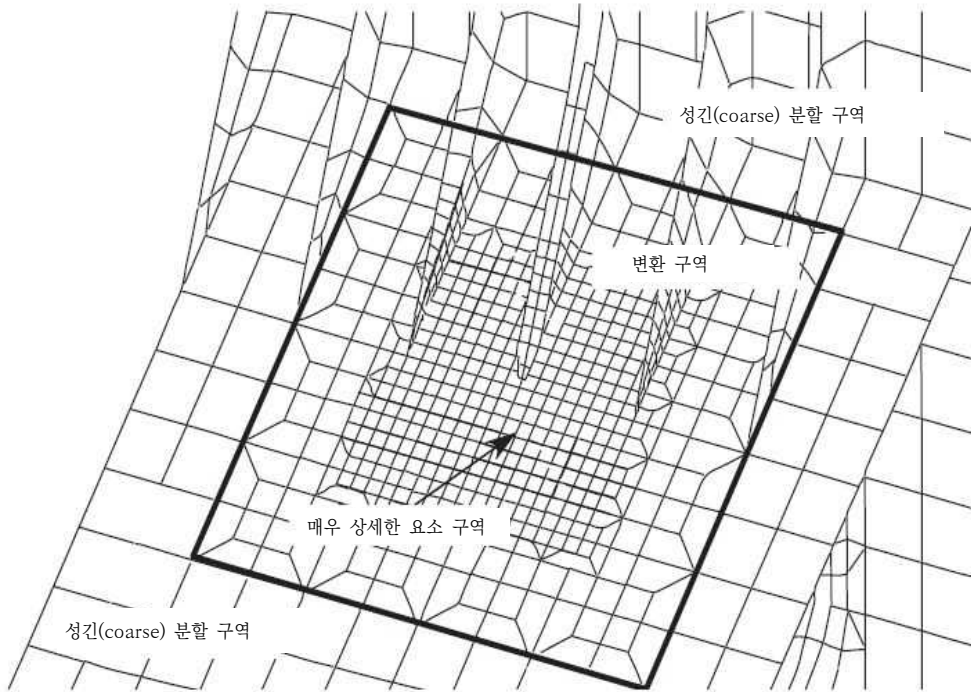 성긴(coarse) 분할 구역
변환 구역
매우 상세한 요소 구역
성긴(coarse) 분할 구역